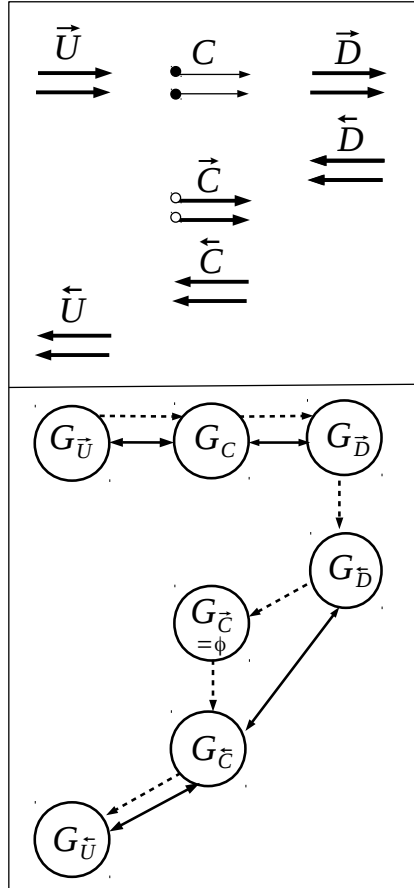 U⃗ C D⃗
D⃖
C⃗
C⃖
U⃖
G_U⃗ G_C G_D⃗
G_D⃖
G_C⃗
=ϕ
G_C⃖
G_U⃖